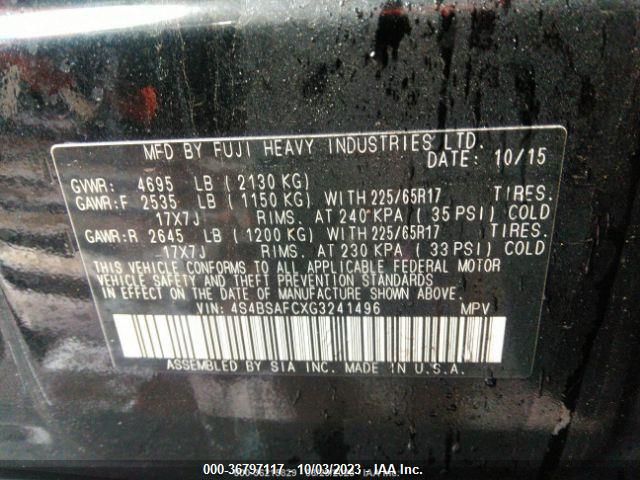 MFD BY FUJI HEAVY INDUSTRIES LTD.
DATE: 10/15
GVWR: 4695 LB (2130 KG)
GAWR:F 2535 LB (1150 KG) WITH 225/65R17 TIRES.
17X7J RIMS. AT 240 KPA (35 PSI) COLD
GAWR:R 2645 LB (1200 KG) WITH 225/65R17 TIRES.
17X7J RIMS. AT 230 KPA (33 PSI) COLD
THIS VEHICLE CONFORMS TO ALL APPLICABLE FEDERAL MOTOR
VEHICLE SAFETY AND THEFT PREVENTION STANDARDS
IN EFFECT ON THE DATE OF MANUFACTURE SHOWN ABOVE.
VIN: 4S4BSAFCXG3241496 MPV
ASSEMBLED BY SIA INC. MADE IN U.S.A.
000-36797117 - 10/03/2023 - IAA, Inc.